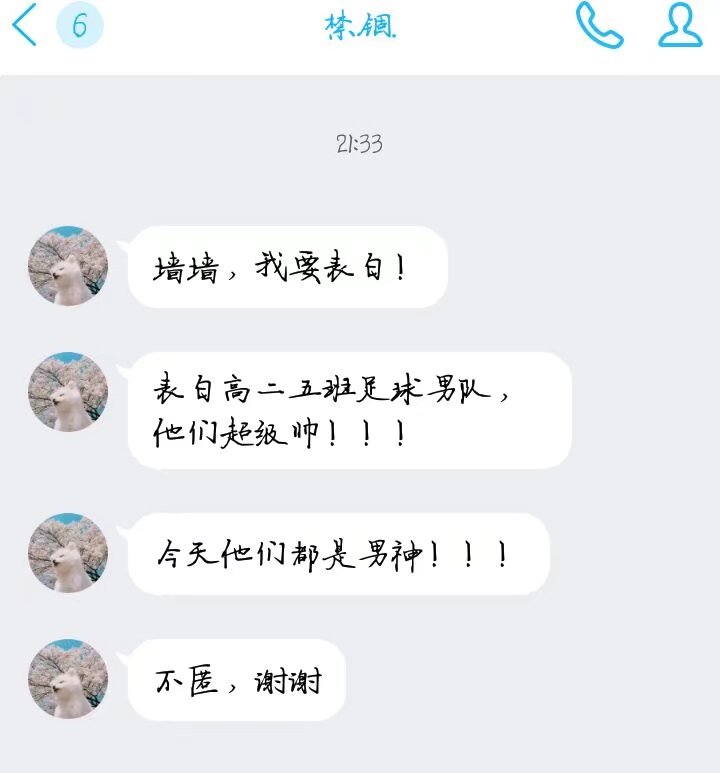 6
禁锢.
21:33
墙墙，我要表白！
表白高二五班足球男队，
他们超级帅！！！
今天他们都是男神！！！
不匿，谢谢